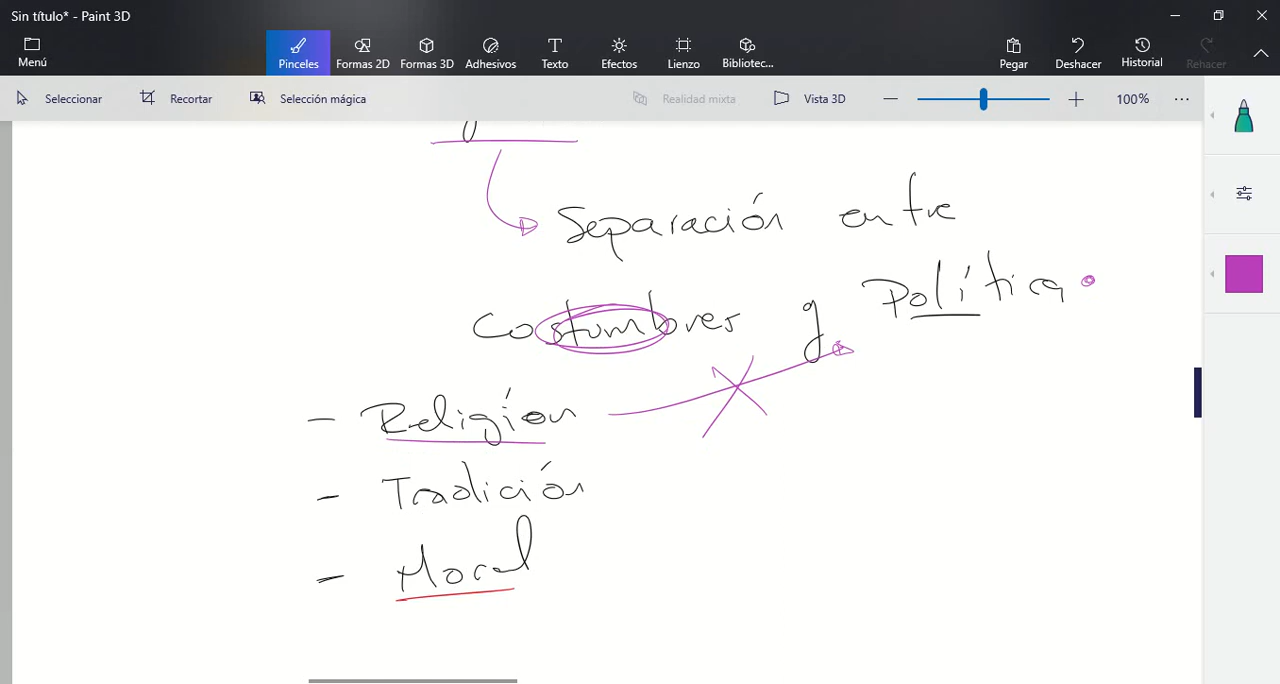 Sin título* - Paint 3D
Menú
Pinceles Formas 2D Formas 3D Adhesivos Texto Efectos Lienzo Bibliotec... Pegar Deshacer Historial Rehacer
Seleccionar Recortar Selección mágica Realidad mixta Vista 3D 100%
Separación entre
Costumbres y Política
- Religión
- Tradición
- Moral